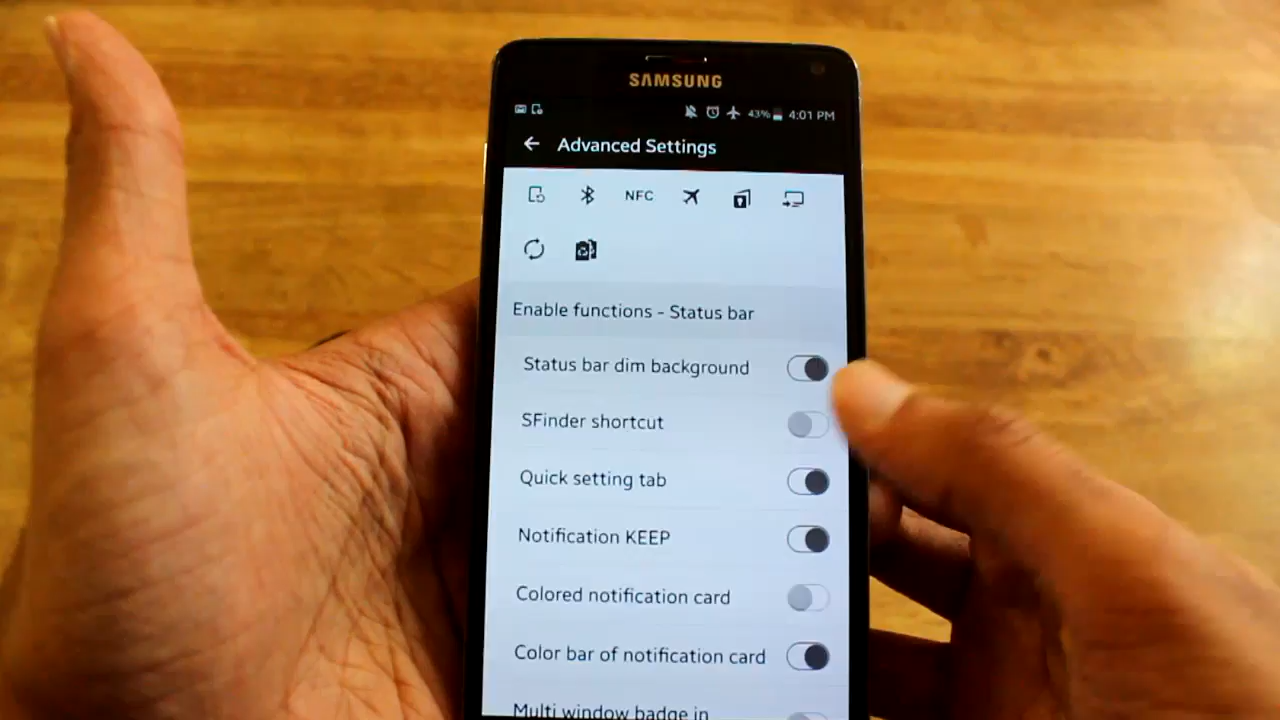 SAMSUNG
43% 4:01 PM
Advanced Settings
NFC
Enable functions - Status bar
Status bar dim background
SFinder shortcut
Quick setting tab
Notification KEEP
Colored notification card
Color bar of notification card
Multi window badge in